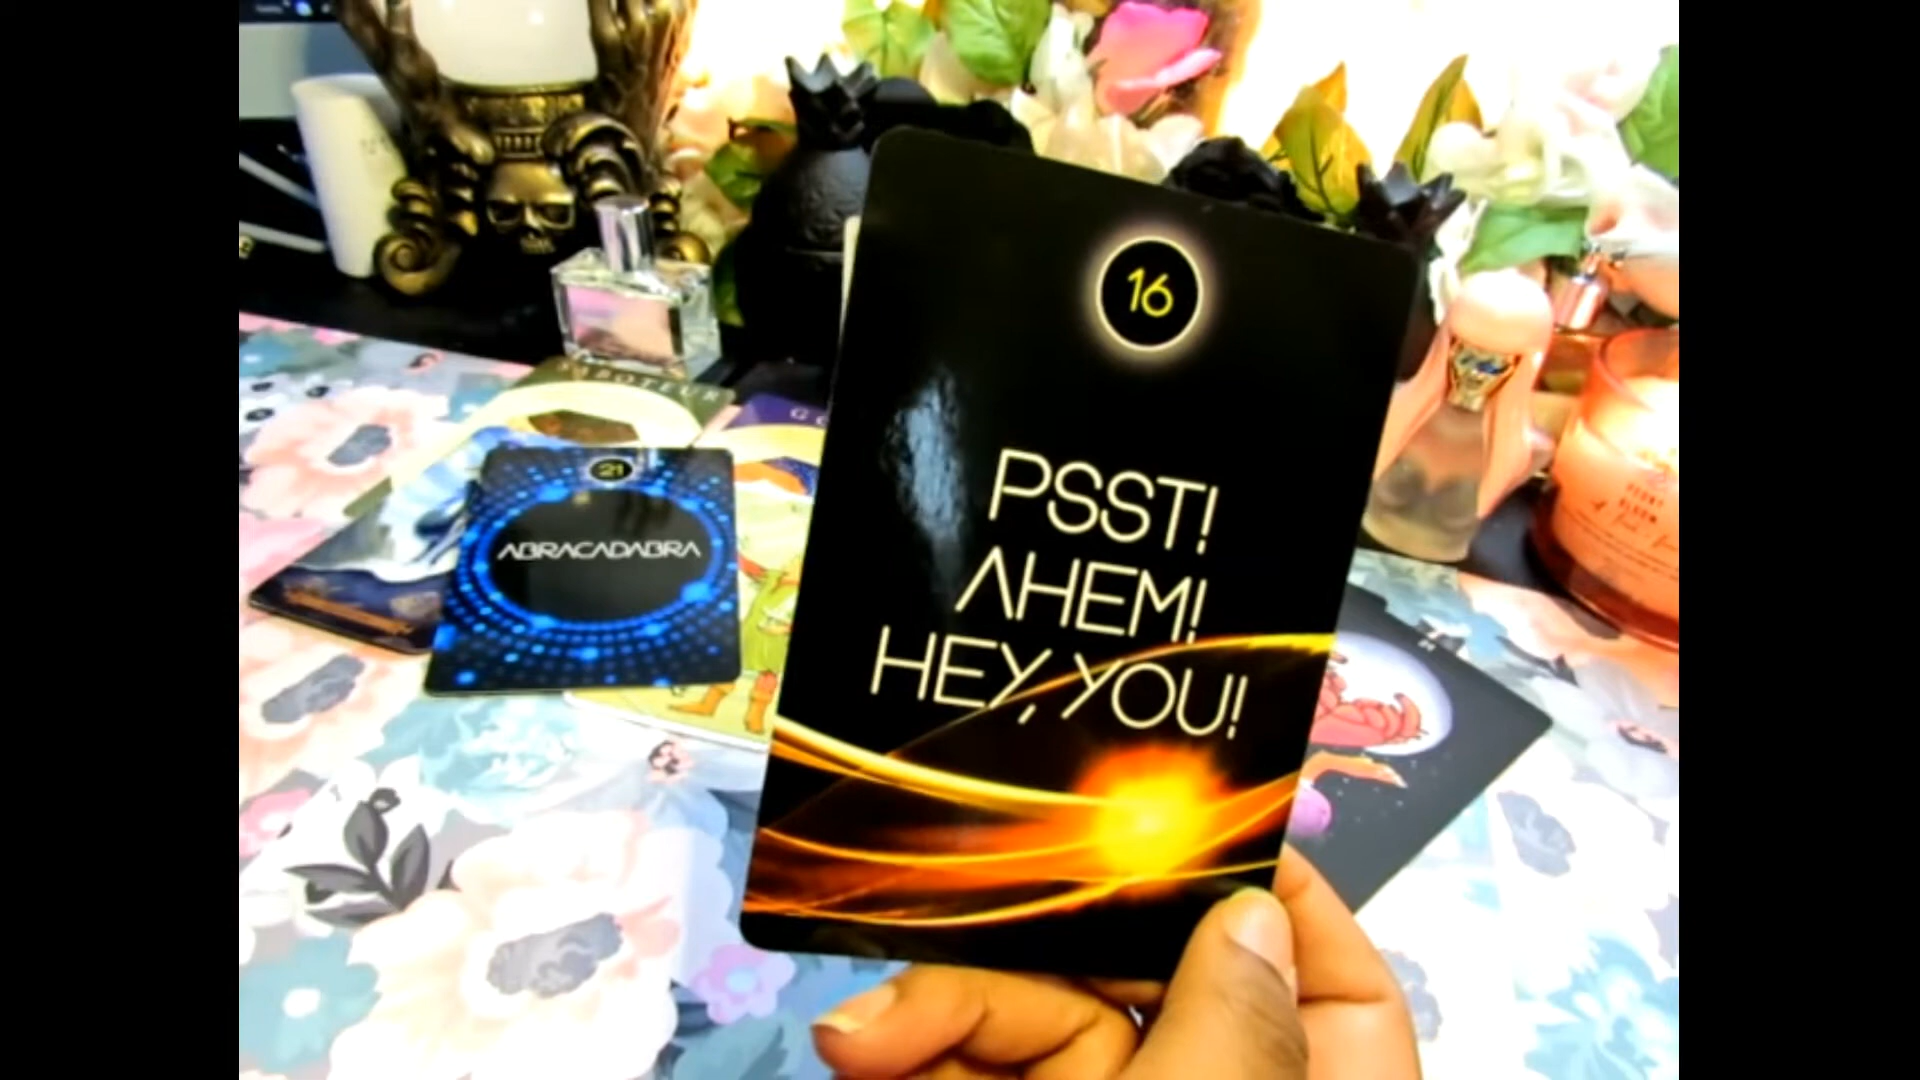 16
PSST!
AHEM!
HEY, YOU!
SABOTEUR
21
ABRACADABRA